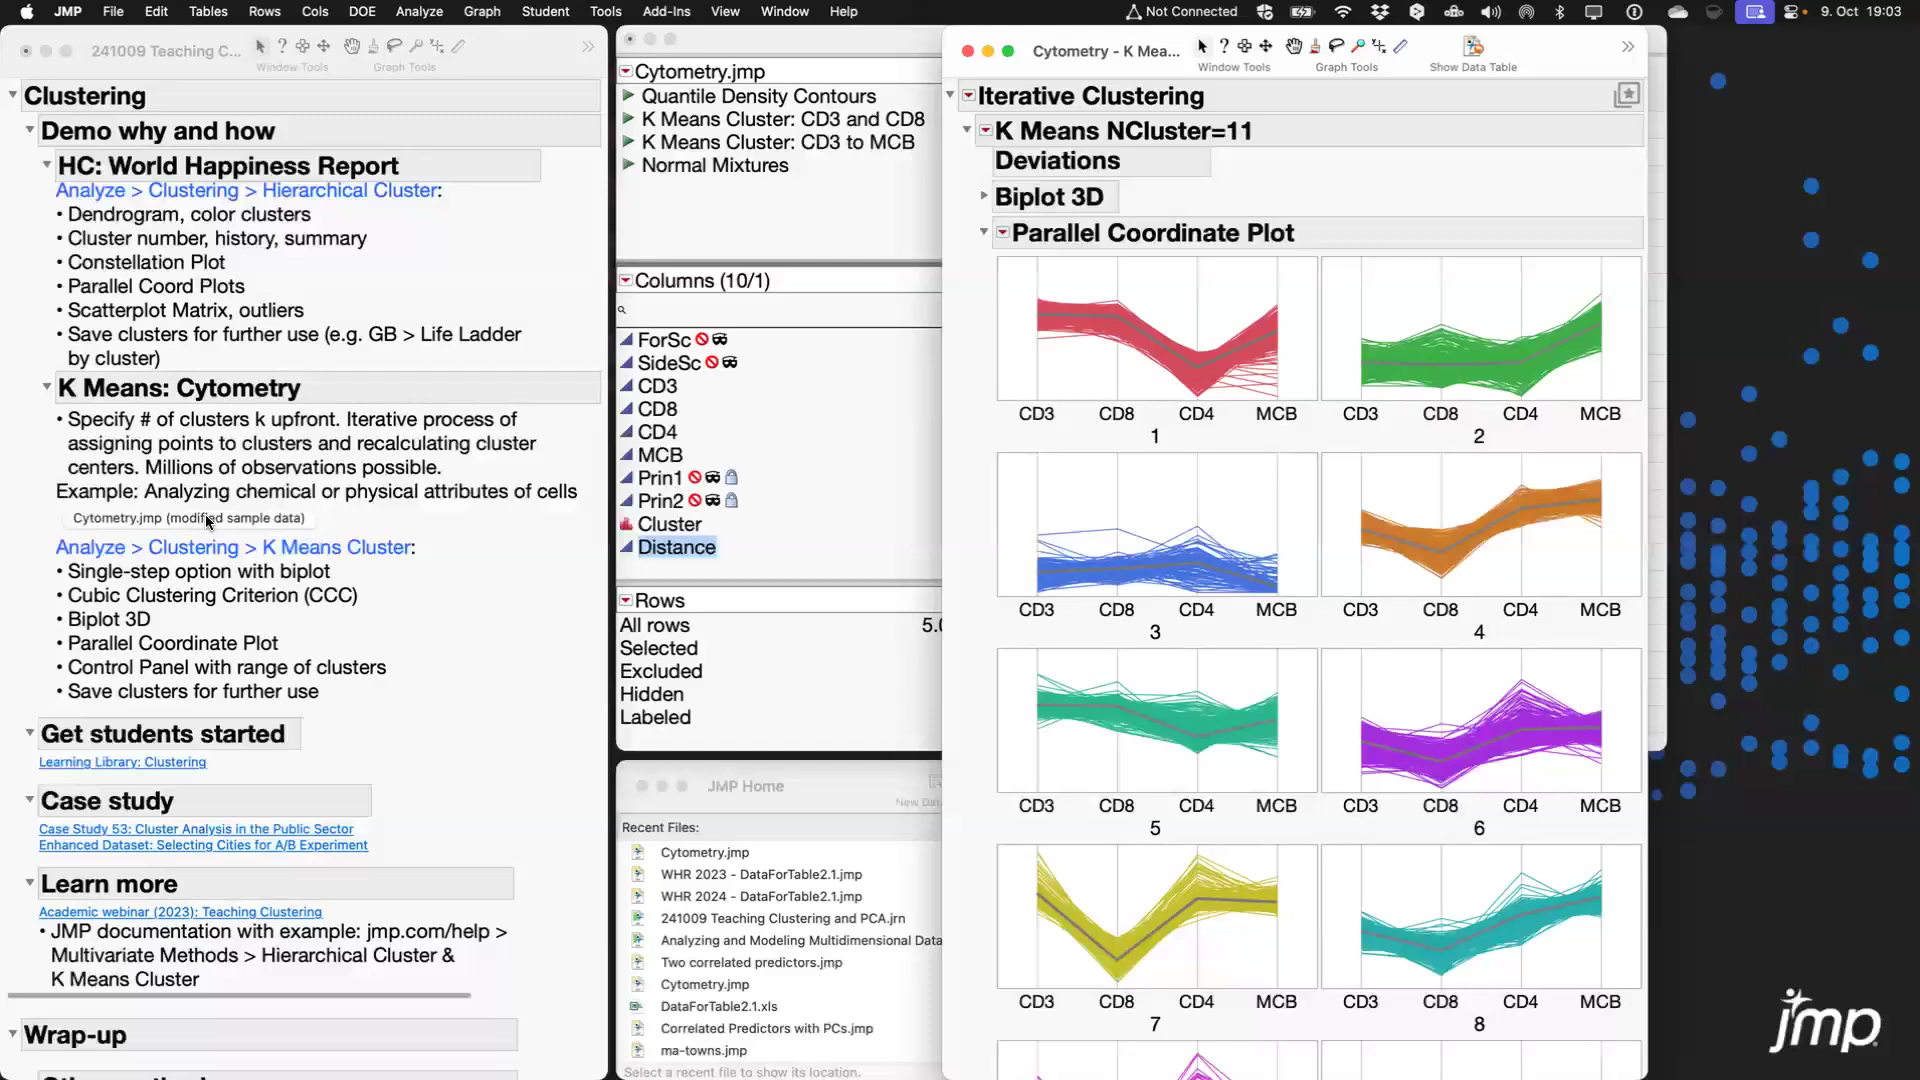 JMP File Edit Tables Rows Cols DOE Analyze Graph Student Tools Add-Ins View Window Help
Not Connected
9. Oct 19:03
241009 Teaching C...
Window Tools
Graph Tools
Clustering
Demo why and how
HC: World Happiness Report
Analyze > Clustering > Hierarchical Cluster:
• Dendrogram, color clusters
• Cluster number, history, summary
• Constellation Plot
• Parallel Coord Plots
• Scatterplot Matrix, outliers
• Save clusters for further use (e.g. GB > Life Ladder
by cluster)
K Means: Cytometry
• Specify # of clusters k upfront. Iterative process of
assigning points to clusters and recalculating cluster
centers. Millions of observations possible.
Example: Analyzing chemical or physical attributes of cells
Cytometry.jmp (modified sample data)
Analyze > Clustering > K Means Cluster:
• Single-step option with biplot
• Cubic Clustering Criterion (CCC)
• Biplot 3D
• Parallel Coordinate Plot
• Control Panel with range of clusters
• Save clusters for further use
Get students started
Learning Library: Clustering
Case study
Case Study 53: Cluster Analysis in the Public Sector
Enhanced Dataset: Selecting Cities for A/B Experiment
Learn more
Academic webinar (2023): Teaching Clustering
• JMP documentation with example: jmp.com/help >
Multivariate Methods > Hierarchical Cluster &
K Means Cluster
Wrap-up
Cytometry.jmp
Quantile Density Contours
K Means Cluster: CD3 and CD8
K Means Cluster: CD3 to MCB
Normal Mixtures
Columns (10/1)
ForSc
SideSc
CD3
CD8
CD4
MCB
Prin1
Prin2
Cluster
Distance
Rows
All rows 5.0
Selected
Excluded
Hidden
Labeled
JMP Home
New Dat
Recent Files:
Cytometry.jmp
WHR 2023 - DataForTable2.1.jmp
WHR 2024 - DataForTable2.1.jmp
241009 Teaching Clustering and PCA.jrn
Analyzing and Modeling Multidimensional Data
Two correlated predictors.jmp
Cytometry.jmp
DataForTable2.1.xls
Correlated Predictors with PCs.jmp
ma-towns.jmp
Select a recent file to show its location.
Cytometry - K Mea...
Window Tools
Graph Tools
Show Data Table
Iterative Clustering
K Means NCluster=11
Deviations
Biplot 3D
Parallel Coordinate Plot
CD3 CD8 CD4 MCB
1
CD3 CD8 CD4 MCB
2
CD3 CD8 CD4 MCB
3
CD3 CD8 CD4 MCB
4
CD3 CD8 CD4 MCB
5
CD3 CD8 CD4 MCB
6
CD3 CD8 CD4 MCB
7
CD3 CD8 CD4 MCB
8
jmp